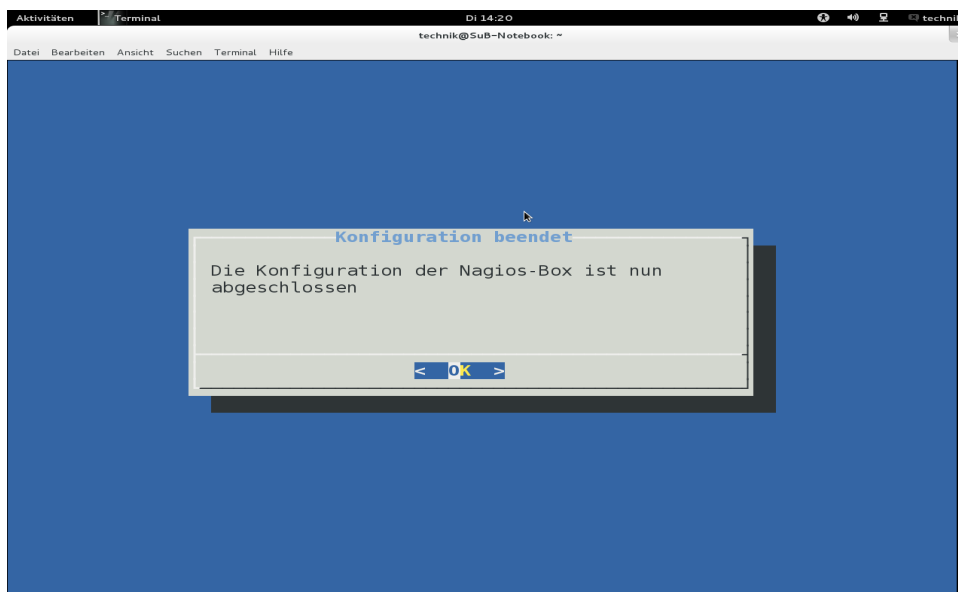 Aktivitäten Terminal Di 14:20 technik
technik@SuB-Notebook: ~
Datei Bearbeiten Ansicht Suchen Terminal Hilfe
Konfiguration beendet
Die Konfiguration der Nagios-Box ist nun
abgeschlossen
< OK >